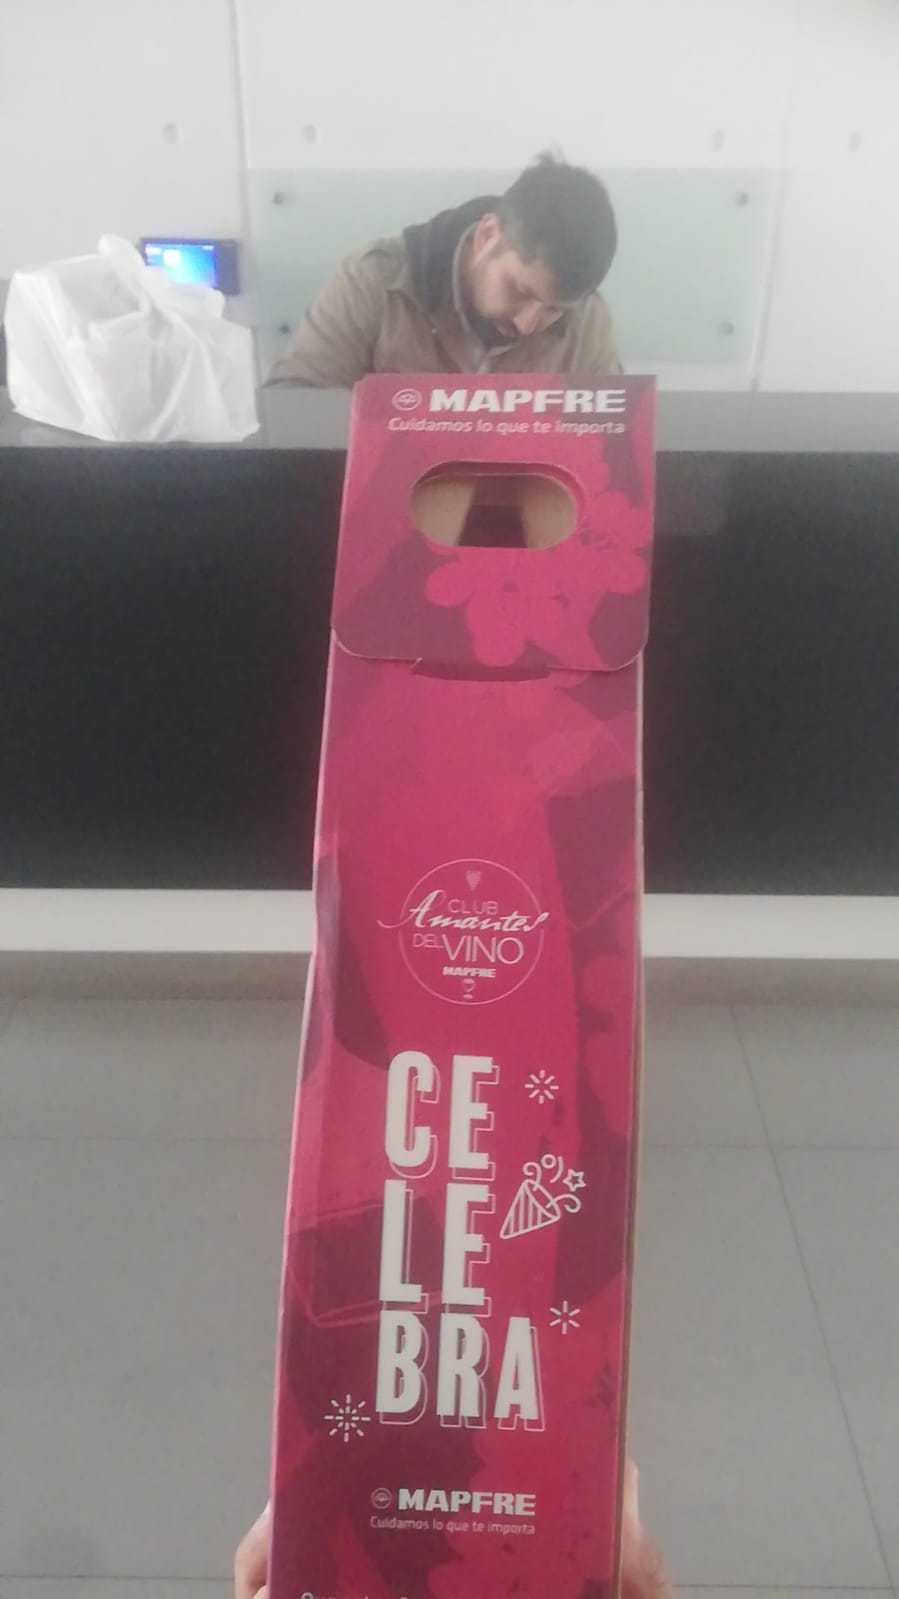 MAPFRE
Cuidamos lo que te importa
CLUB
Amantes
DEL VINO
MAPFRE
CE
LE
BRA
MAPFRE
Cuidamos lo que te importa